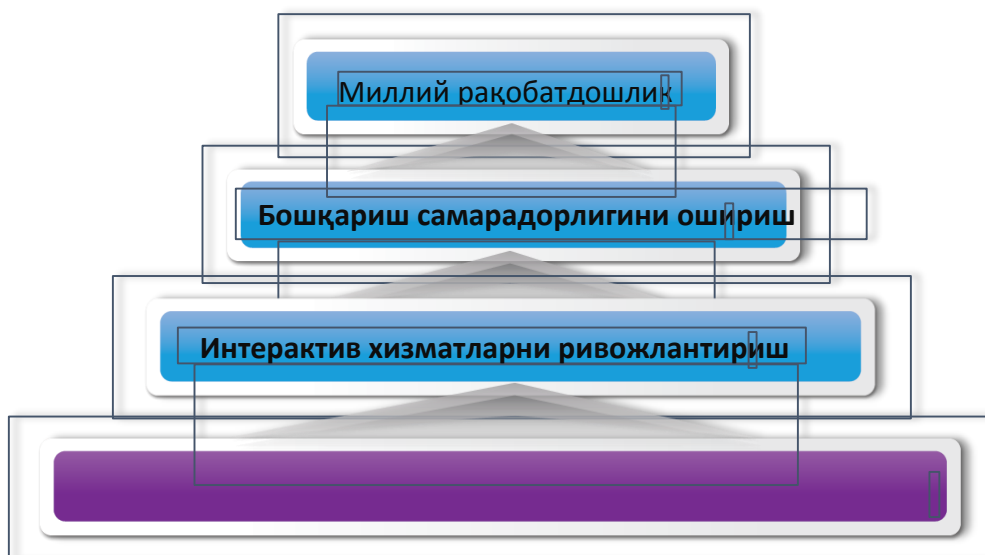 Миллий рақобатдошлик
Бошқариш самарадорлигини ошириш
Интерактив хизматларни ривожлантириш